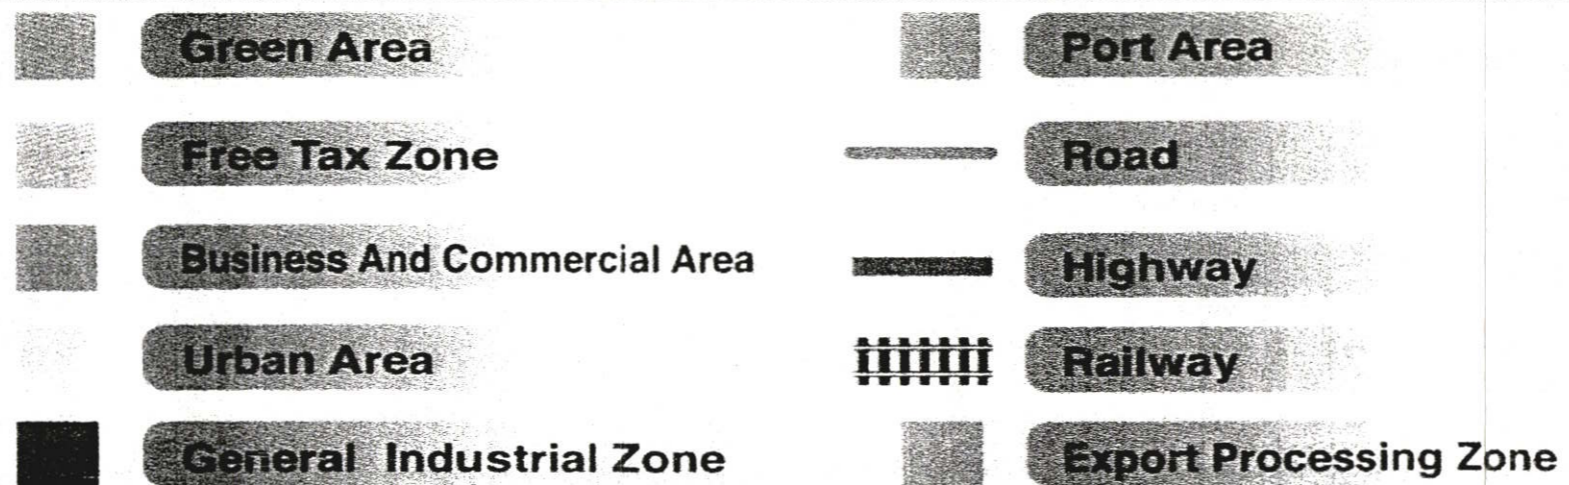 Green Area
Free Tax Zone
Business And Commercial Area
Urban Area
General Industrial Zone
Port Area
Road
Highway
Railway
Export Processing Zone